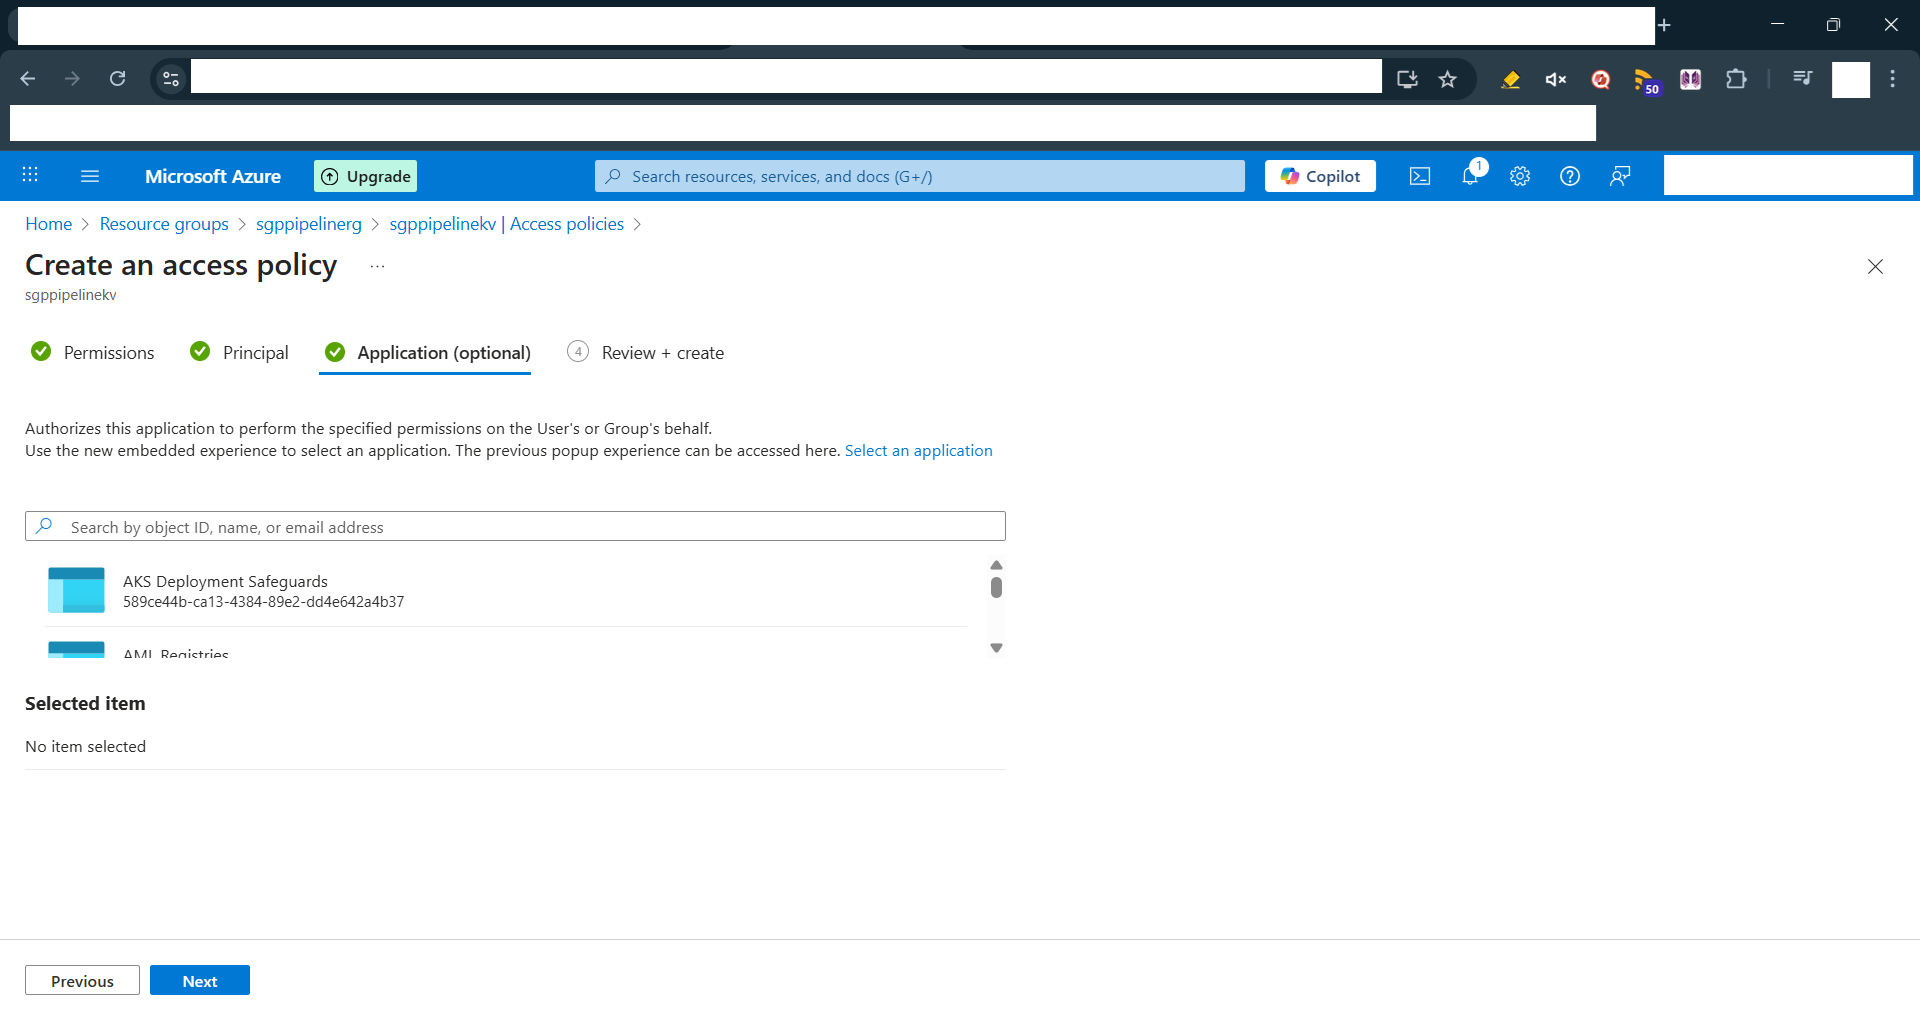 50
Microsoft Azure
Upgrade
Search resources, services, and docs (G+/)
Copilot
1
Home > Resource groups > sgppipelinerg > sgppipelinekv | Access policies >
Create an access policy ...
sgppipelinekv
Permissions
Principal
Application (optional)
4 Review + create
Authorizes this application to perform the specified permissions on the User's or Group's behalf.
Use the new embedded experience to select an application. The previous popup experience can be accessed here. Select an application
Search by object ID, name, or email address
AKS Deployment Safeguards
589ce44b-ca13-4384-89e2-dd4e642a4b37
AML Registries
Selected item
No item selected
Previous
Next